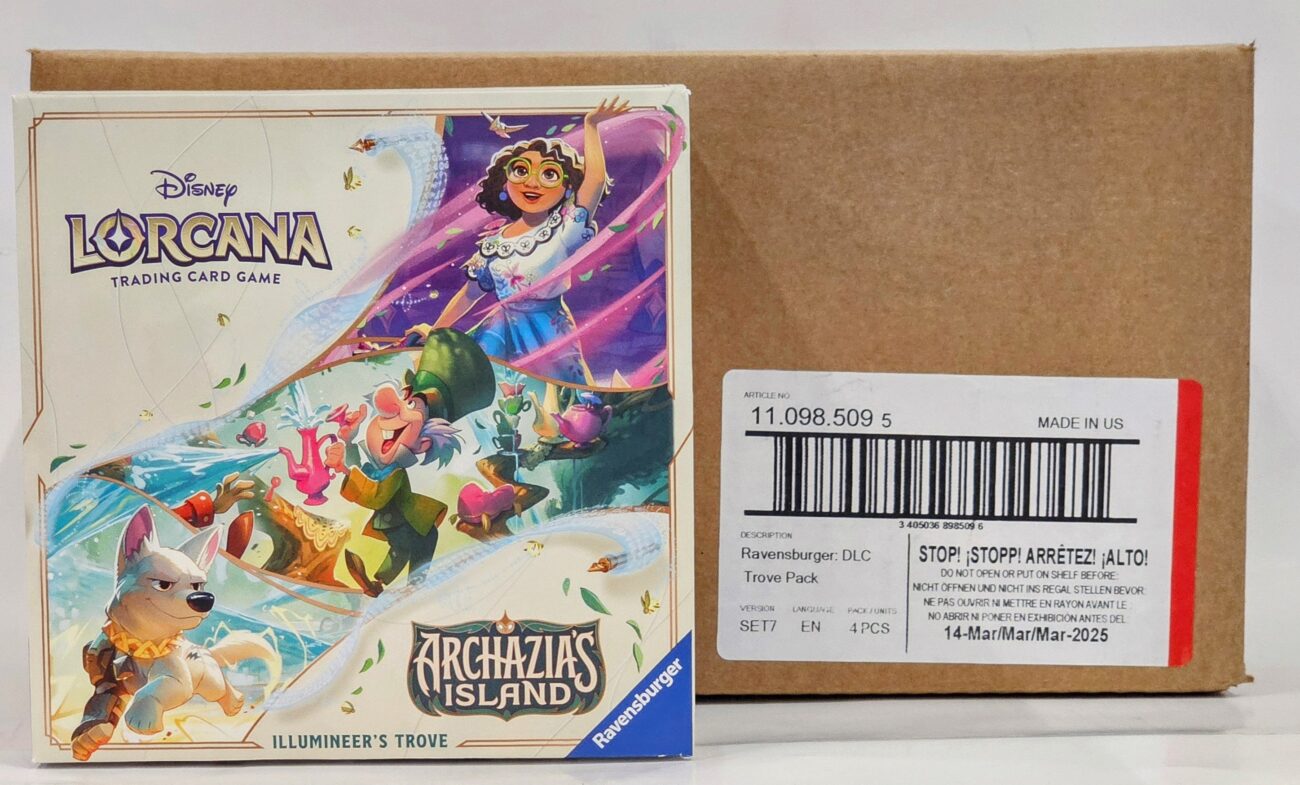 Disney
LORCANA
TRADING CARD GAME
ARCHAZIA'S
ISLAND
ILLUMINEER'S TROVE
Ravensburger
ARTICLE NO
11.098.509 5
MADE IN US
3 405036 898509 6
DESCRIPTION
Ravensburger: DLC
Trove Pack
VERSION LANGUAGE PACK / UNITS
SET7 EN 4 PCS
STOP! ¡STOPP! ARRÊTEZ! ¡ALTO!
DO NOT OPEN OR PUT ON SHELF BEFORE:
NICHT ÖFFNEN UND NICHT INS REGAL STELLEN BEVOR:
NE PAS OUVRIR NI METTRE EN RAYON AVANT LE :
NO ABRIR NI PONER EN EXHIBICIÓN ANTES DEL:
14-Mar/Mar/Mar-2025